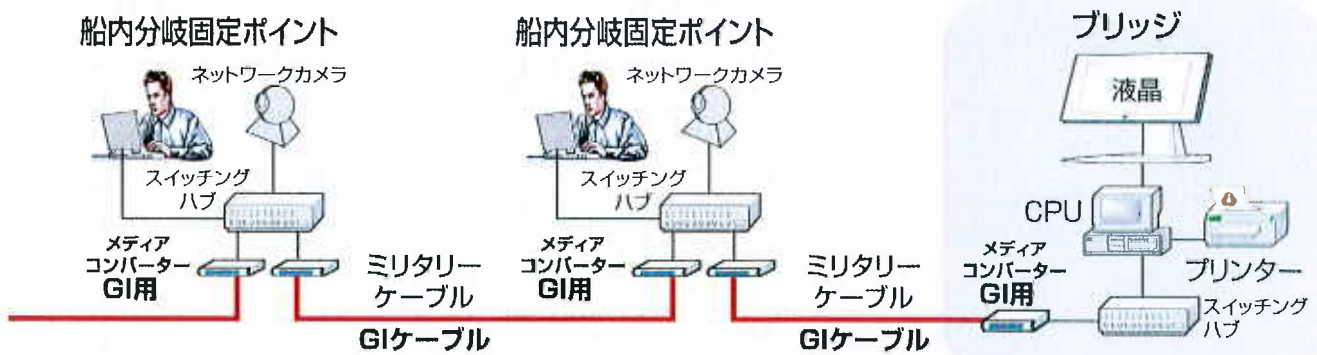 船内分岐固定ポイント
ネットワークカメラ
スイッチング
ハブ
メディア
コンバーター
GI用
ミリタリー
ケーブル
GIケーブル
船内分岐固定ポイント
ネットワークカメラ
スイッチング
ハブ
メディア
コンバーター
GI用
ミリタリー
ケーブル
GIケーブル
ブリッジ
液晶
CPU
プリンター
メディア
コンバーター
GI用
スイッチング
ハブ